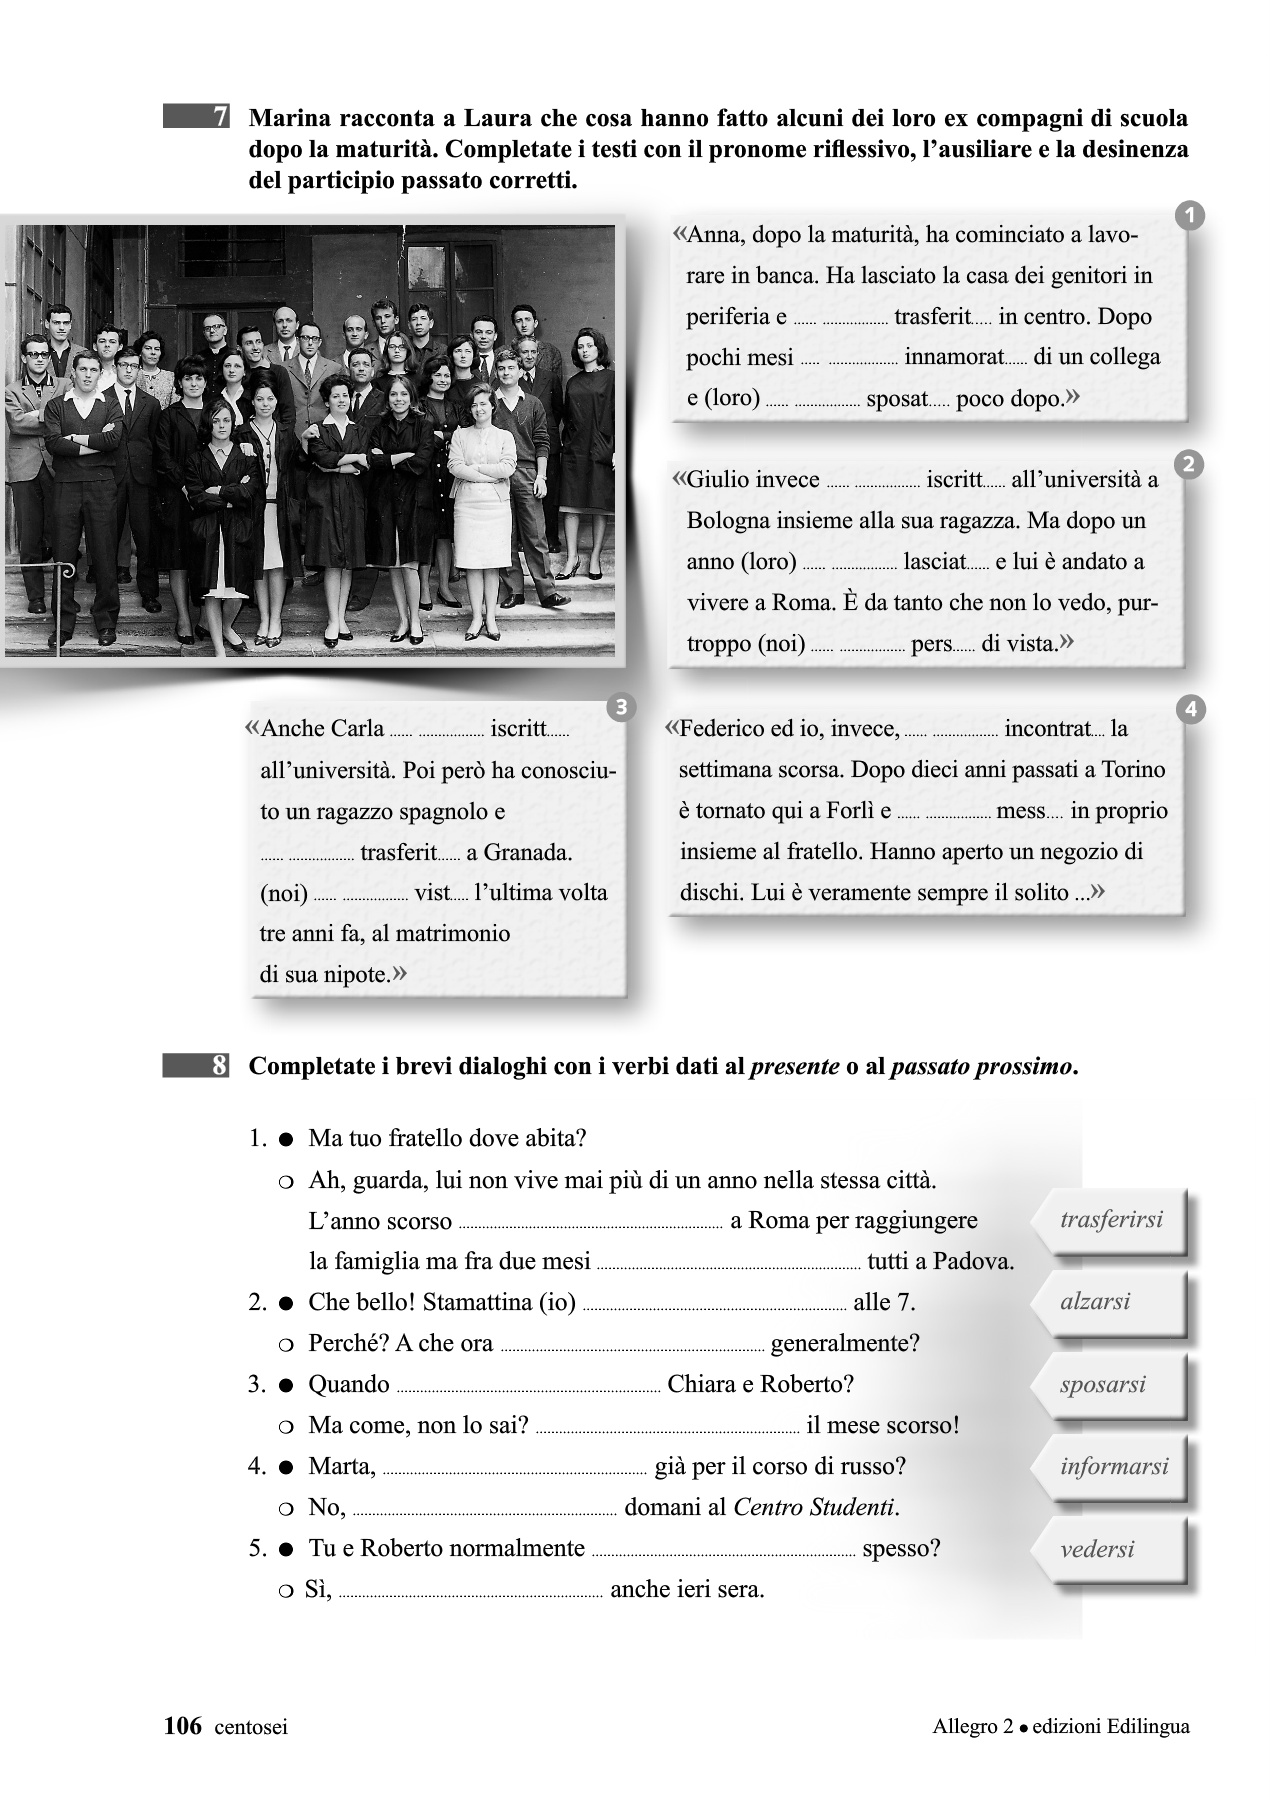 7 Marina racconta a Laura che cosa hanno fatto alcuni dei loro ex compagni di scuola
dopo la maturità. Completate i testi con il pronome riflessivo, l’ausiliare e la desinenza
del participio passato corretti.
1
«Anna, dopo la maturità, ha cominciato a lavo-
rare in banca. Ha lasciato la casa dei genitori in
periferia e ...... ................. trasferit..... in centro. Dopo
pochi mesi ..... .................. innamorat...... di un collega
e (loro) ...... ................. sposat..... poco dopo.»
2
«Giulio invece ...... ................. iscritt...... all’università a
Bologna insieme alla sua ragazza. Ma dopo un
anno (loro) ...... ................. lasciat...... e lui è andato a
vivere a Roma. È da tanto che non lo vedo, pur-
troppo (noi) ...... ................. pers...... di vista.»
3
«Anche Carla ...... ................. iscritt......
all’università. Poi però ha conosciu-
to un ragazzo spagnolo e
...... ................. trasferit...... a Granada.
(noi) ...... ................. vist..... l’ultima volta
tre anni fa, al matrimonio
di sua nipote.»
4
«Federico ed io, invece, ...... ................. incontrat.... la
settimana scorsa. Dopo dieci anni passati a Torino
è tornato qui a Forlì e ...... ................. mess.... in proprio
insieme al fratello. Hanno aperto un negozio di
dischi. Lui è veramente sempre il solito ...»
8 Completate i brevi dialoghi con i verbi dati al presente o al passato prossimo.
1. ● Ma tuo fratello dove abita?
❍ Ah, guarda, lui non vive mai più di un anno nella stessa città.
L’anno scorso .................................................................... a Roma per raggiungere
la famiglia ma fra due mesi .................................................................... tutti a Padova.
trasferirsi
2. ● Che bello! Stamattina (io) .................................................................... alle 7.
❍ Perché? A che ora .................................................................... generalmente?
alzarsi
3. ● Quando .................................................................... Chiara e Roberto?
❍ Ma come, non lo sai? .................................................................... il mese scorso!
sposarsi
4. ● Marta, .................................................................... già per il corso di russo?
❍ No, .................................................................... domani al Centro Studenti.
informarsi
5. ● Tu e Roberto normalmente .................................................................... spesso?
❍ Sì, .................................................................... anche ieri sera.
vedersi
106 centosei
Allegro 2 ● edizioni Edilingua